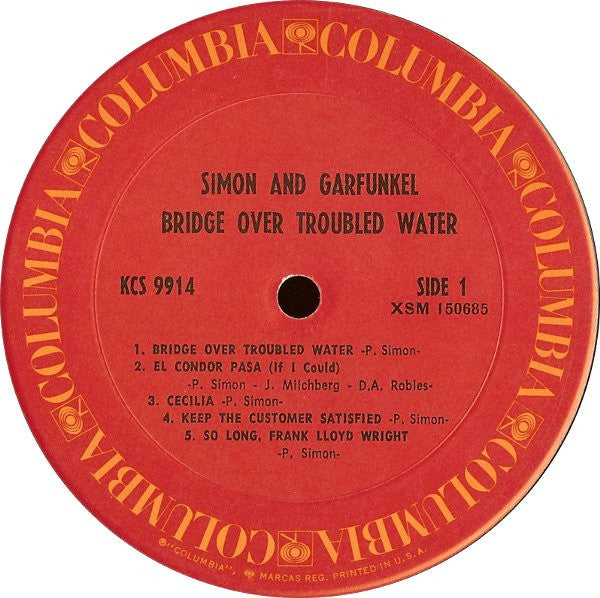 COLUMBIA COLUMBIA COLUMBIA COLUMBIA COLUMBIA COLUMBIA
SIMON AND GARFUNKEL
BRIDGE OVER TROUBLED WATER
KCS 9914
SIDE 1
XSM 150685
1. BRIDGE OVER TROUBLED WATER -P. Simon-
2. EL CONDOR PASA (If I Could)
-P. Simon - J. Milchberg - D.A. Robles-
3. CECILIA -P. Simon-
4. KEEP THE CUSTOMER SATISFIED -P. Simon-
5. SO LONG, FRANK LLOYD WRIGHT
-P. Simon-
®"COLUMBIA", MARCAS REG. PRINTED IN U.S.A.